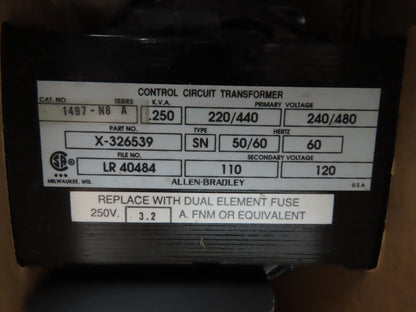 CONTROL CIRCUIT TRANSFORMER
CAT. NO. SERIES K.V.A. PRIMARY VOLTAGE
1497-N8 A .250 220/440 240/480
PART NO. TYPE HERTZ
X-326539 SN 50/60 60
FILE NO. SECONDARY VOLTAGE
LR 40484 110 120
MILWAUKEE, WIS. ALLEN-BRADLEY U.S.A.
REPLACE WITH DUAL ELEMENT FUSE
250V. 3.2 A. FNM OR EQUIVALENT